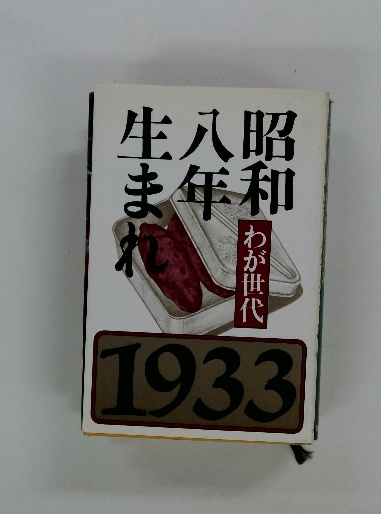 昭和
八年
生まれ
わが世代
1933